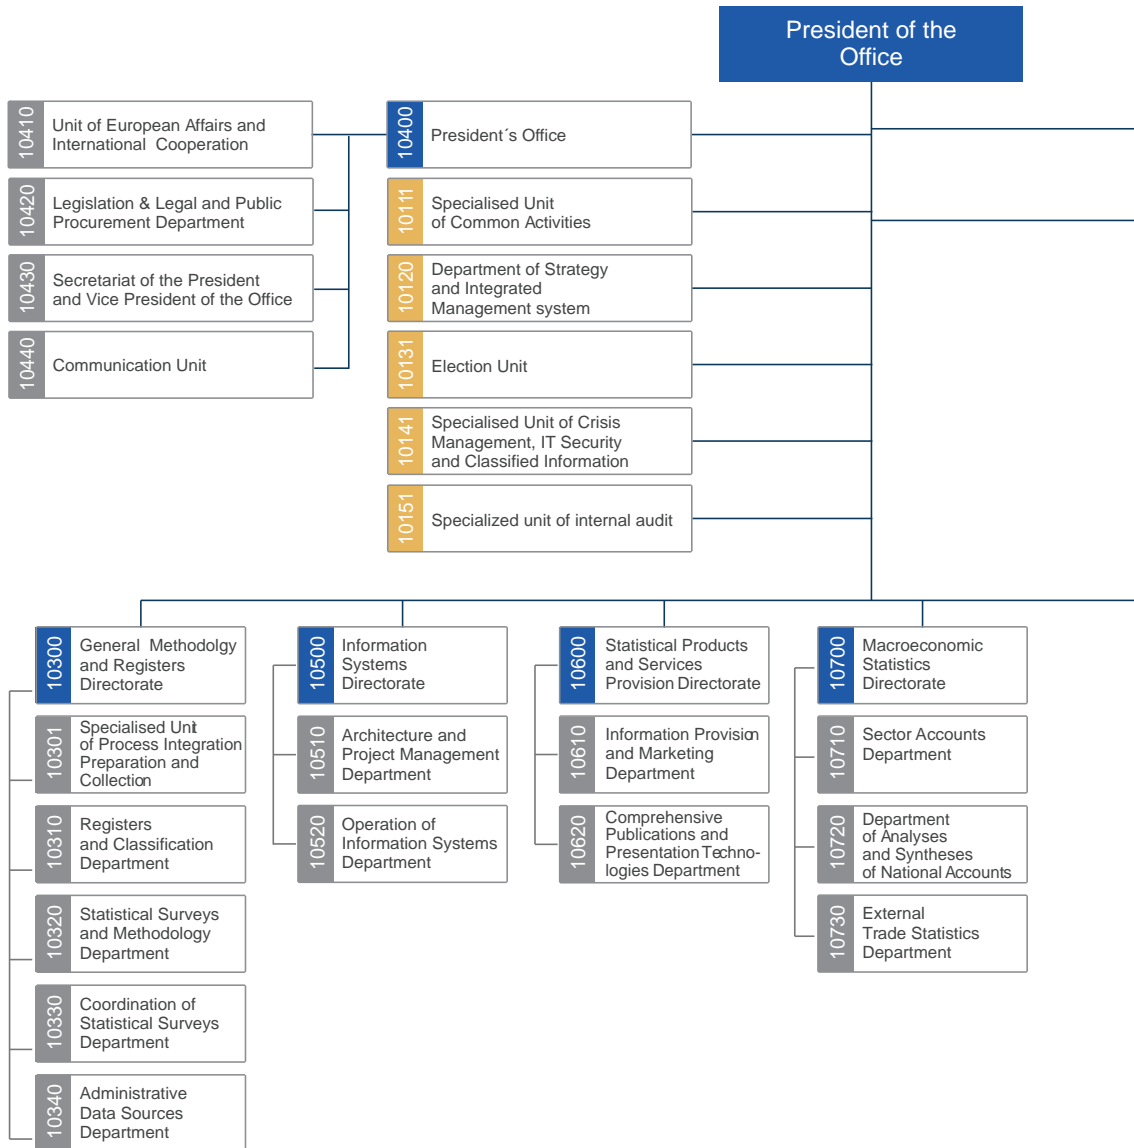 President of the
Office
10410
Unit of European Affairs and
International Cooperation
10400
President´s Office
10420
Legislation & Legal and Public
Procurement Department
10111
Specialised Unit
of Common Activities
10430
Secretariat of the President
and Vice President of the Office
10120
Department of Strategy
and Integrated
Management system
10440
Communication Unit
10131
Election Unit
10141
Specialised Unit of Crisis
Management, IT Security
and Classified Information
10151
Specialized unit of internal audit
10300
General Methodolgy
and Registers
Directorate
10301
Specialised Unit
of Process Integration
Preparation and
Collection
10310
Registers
and Classification
Department
10320
Statistical Surveys
and Methodology
Department
10330
Coordination of
Statistical Surveys
Department
10340
Administrative
Data Sources
Department
10500
Information
Systems
Directorate
10510
Architecture and
Project Management
Department
10520
Operation of
Information Systems
Department
10600
Statistical Products
and Services
Provision Directorate
10610
Information Provision
and Marketing
Department
10620
Comprehensive
Publications and
Presentation Techno-
logies Department
10700
Macroeconomic
Statistics
Directorate
10710
Sector Accounts
Department
10720
Department
of Analyses
and Syntheses
of National Accounts
10730
External
Trade Statistics
Department